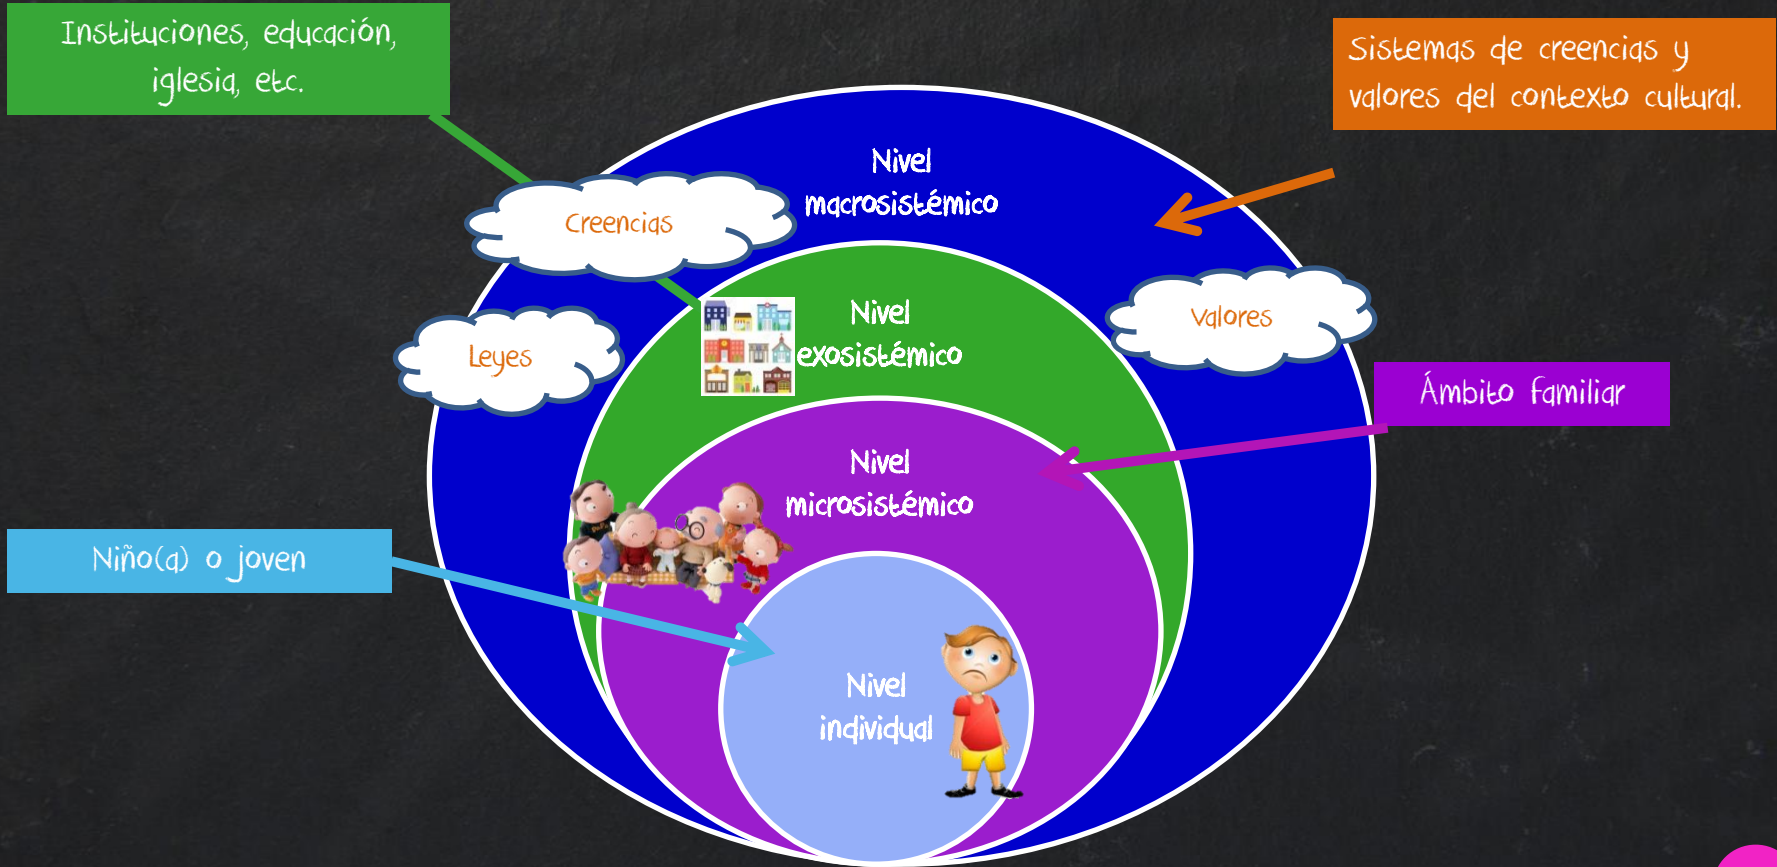 Instituciones, educación,
iglesia, etc.
Sistemas de creencias y
valores del contexto cultural.
Nivel
macrosistémico
Creencias
Valores
Leyes
Nivel
exosistémico
Ámbito familiar
Nivel
microsistémico
Niño(a) o joven
Nivel
individual